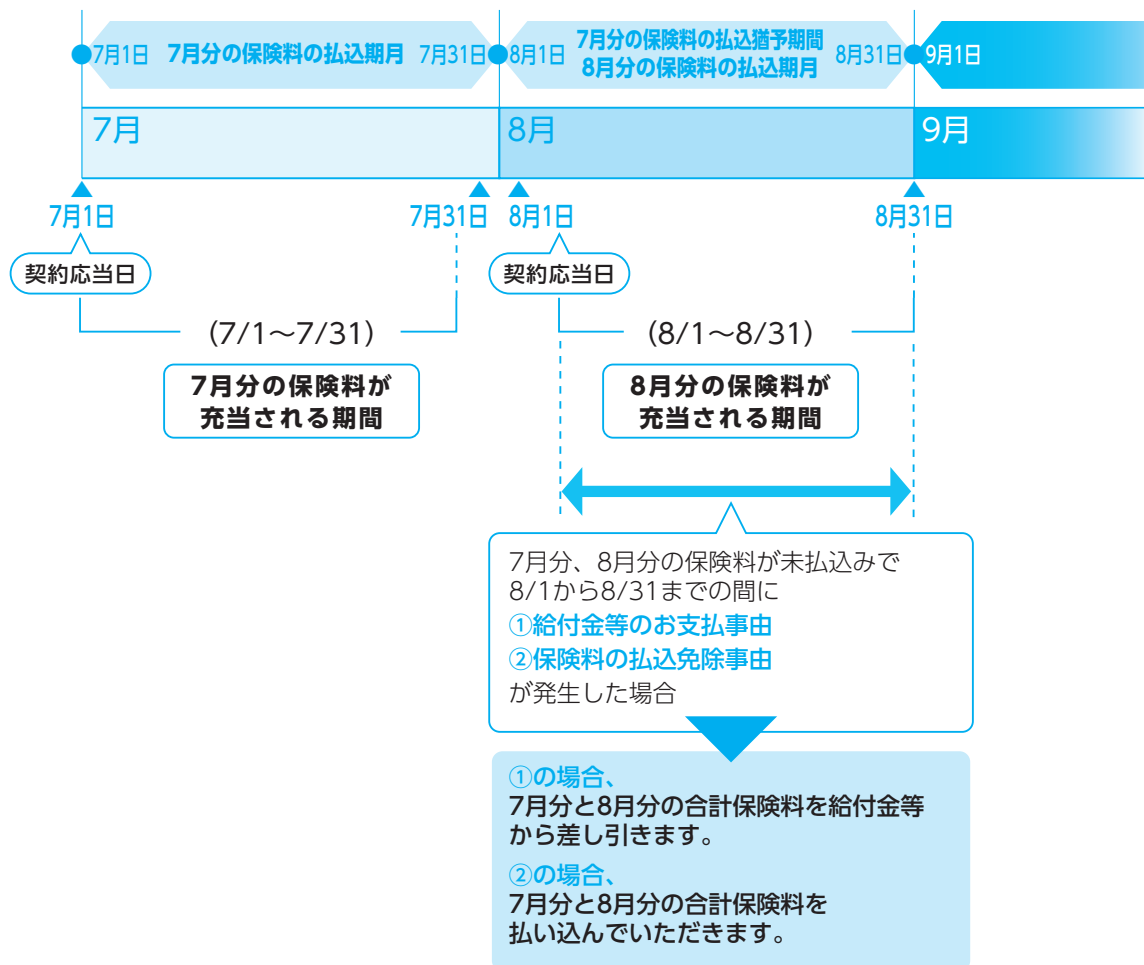 7月1日 7月分の保険料の払込期月 7月31日
8月1日 7月分の保険料の払込猶予期間
8月分の保険料の払込期月 8月31日
9月1日
7月
8月
9月
7月1日
7月31日
8月1日
8月31日
契約応当日
契約応当日
(7/1〜7/31)
(8/1〜8/31)
7月分の保険料が
充当される期間
8月分の保険料が
充当される期間
7月分、8月分の保険料が未払込みで
8/1から8/31までの間に
①給付金等のお支払事由
②保険料の払込免除事由
が発生した場合
①の場合、
7月分と8月分の合計保険料を給付金等
から差し引きます。
②の場合、
7月分と8月分の合計保険料を
払い込んでいただきます。